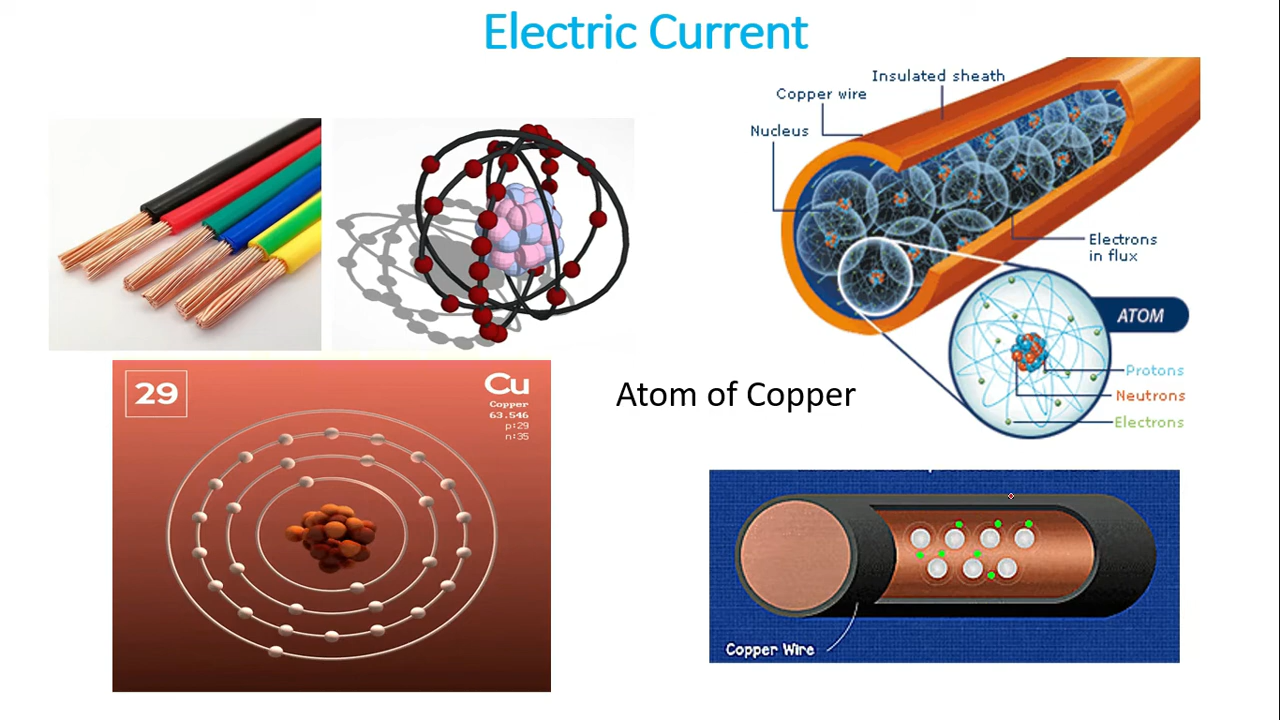 Electric Current
Insulated sheath
Copper wire
Nucleus
Electrons
in flux
ATOM
Protons
Neutrons
Electrons
29
Cu
Copper
63.546
p:29
n:35
Atom of Copper
Copper Wire